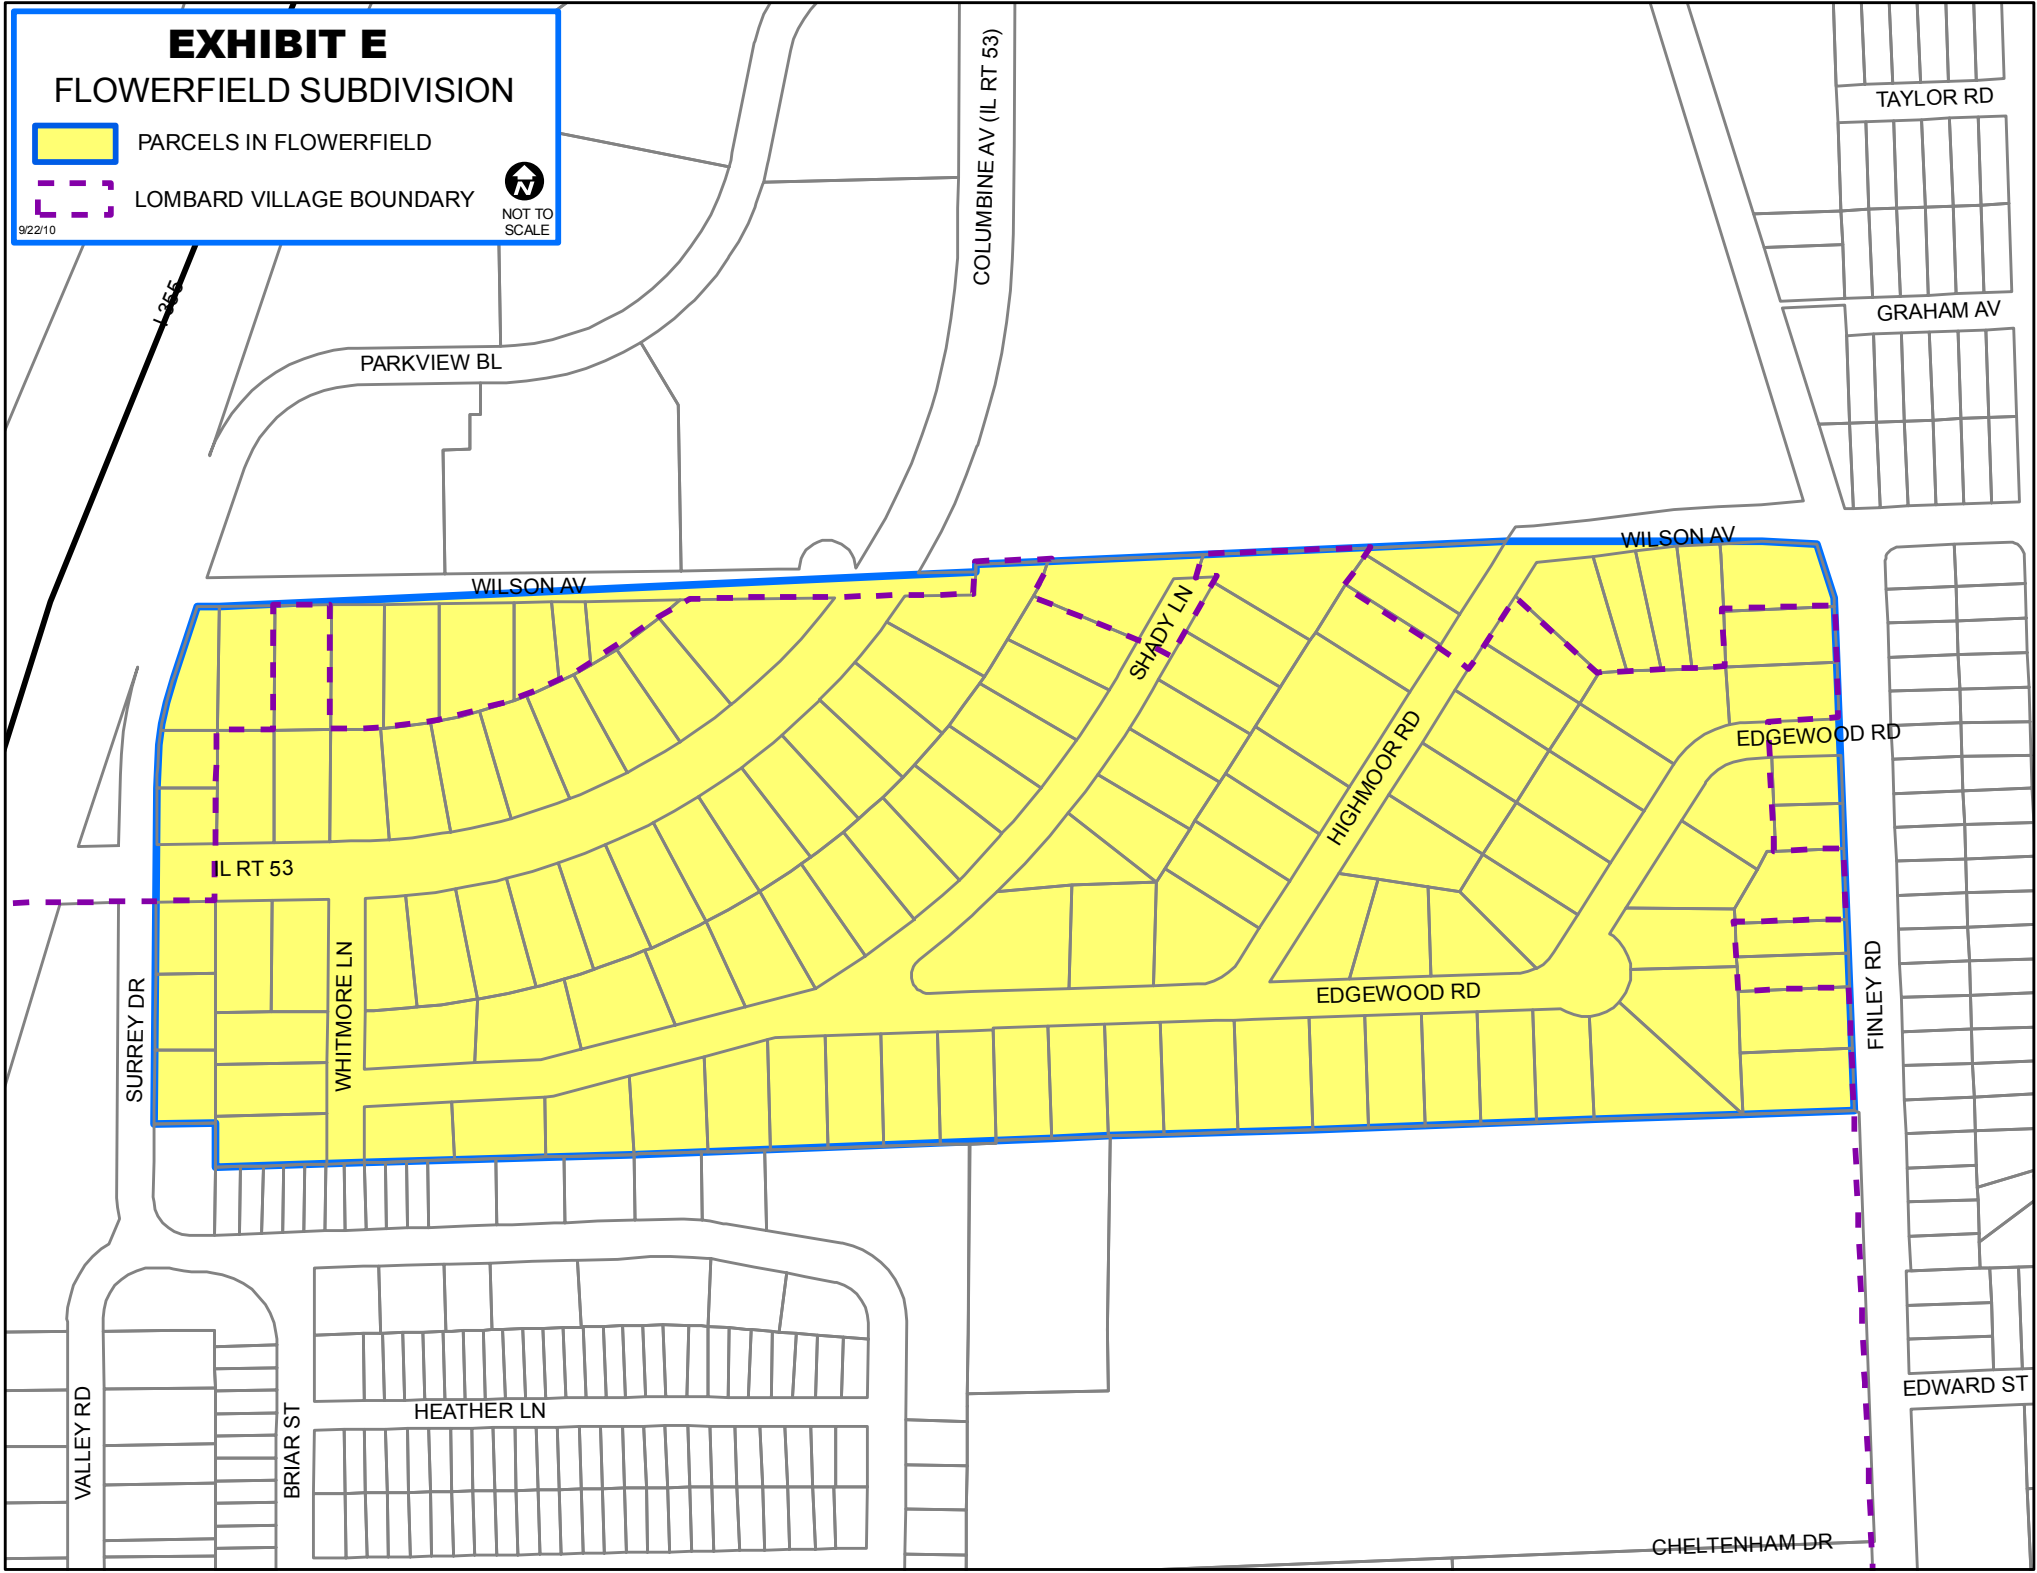 EXHIBIT E
FLOWERFIELD SUBDIVISION
PARCELS IN FLOWERFIELD
LOMBARD VILLAGE BOUNDARY
N
NOT TO
SCALE
9/22/10
TAYLOR RD
COLUMBINE AV (IL RT 53)
I-355
GRAHAM AV
PARKVIEW BL
WILSON AV
WILSON AV
SHADY LN
EDGEWOOD RD
HIGHMOOR RD
IL RT 53
WHITMORE LN
SURREY DR
EDGEWOOD RD
FINLEY RD
EDWARD ST
VALLEY RD
BRIAR ST
HEATHER LN
CHELTENHAM DR